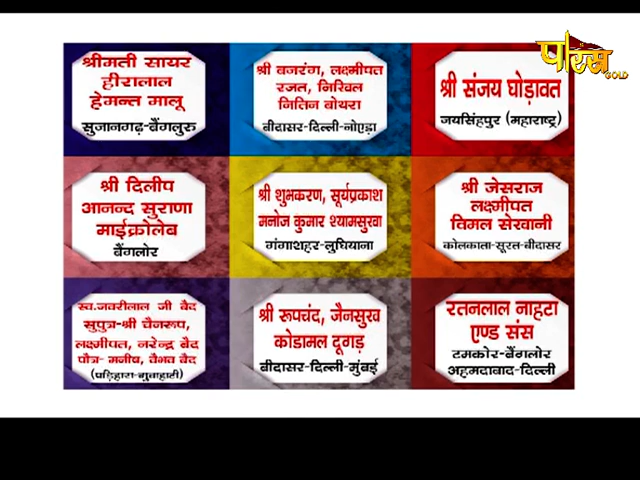 पारस
GOLD
श्रीमती सायर
हीरालाल
हेमन्त मालू
सुजानगढ़-बैंगलुरु
श्री बजरंग, लक्ष्मीपत
रजत, निखिल
नितिन बोथरा
बीदासर-दिल्ली-नोएड़ा
श्री संजय घोड़ावत
जयसिंहपुर (महाराष्ट्र)
श्री दिलीप
आनन्द सुराणा
माईक्रोलेब
बैंगलोर
श्री शुभकरण, सूर्यप्रकाश
मनोज कुमार श्यामसुखा
गंगाशहर-लुधियाना
श्री जेसराज
लक्ष्मीपत
विमल सेखानी
कोलकाता-सूरत-बीदासर
स्व.जवरीलाल जी बैद
सुपुत्र-श्री चैनरूप,
लक्ष्मीपत, नरेन्द्र बैद
पौत्र- मनीष, वैभव बैद
(पड़िहारा-गुवाहाटी)
श्री रूपचंद, जैनसुख
कोडामल दूगड़
बीदासर-दिल्ली-मुंबई
रतनलाल नाहटा
एण्ड संस
टमकोर-बैंगलोर
अहमदाबाद-दिल्ली